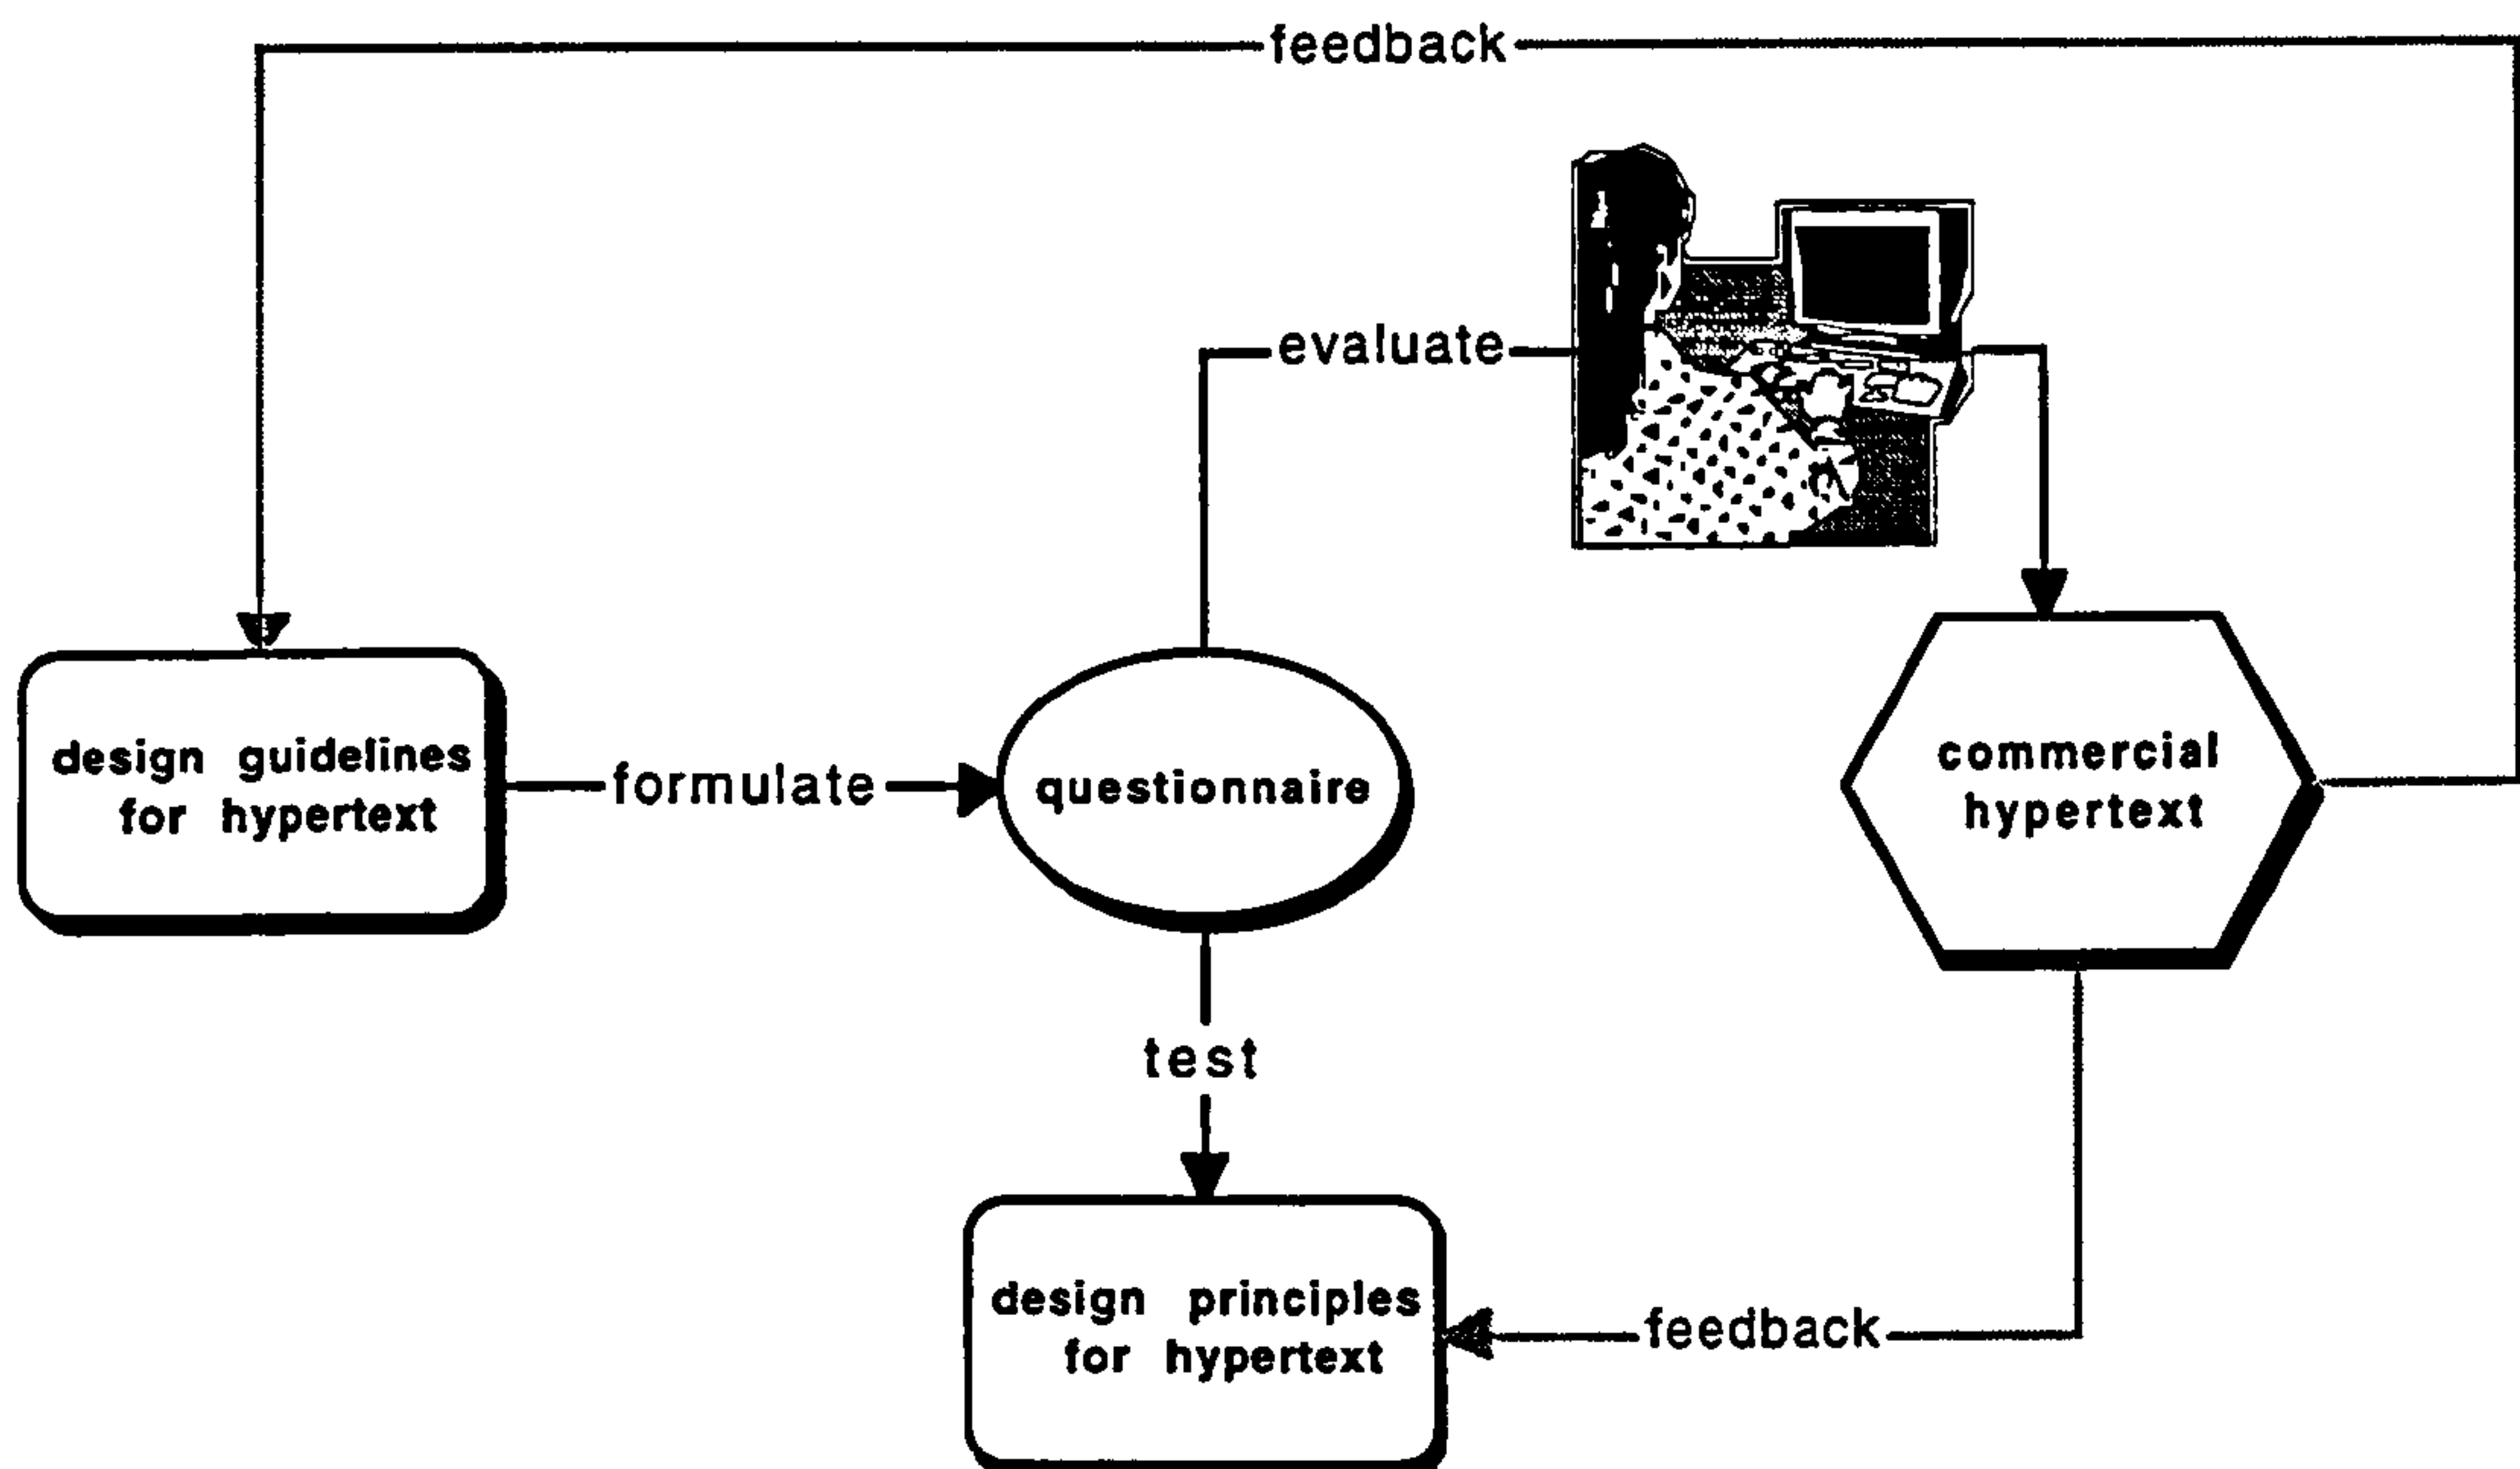 feedback
evaluate
design guidelines
for hypertext
formulate
questionnaire
commercial
hypertext
test
design principles
for hypertext
feedback